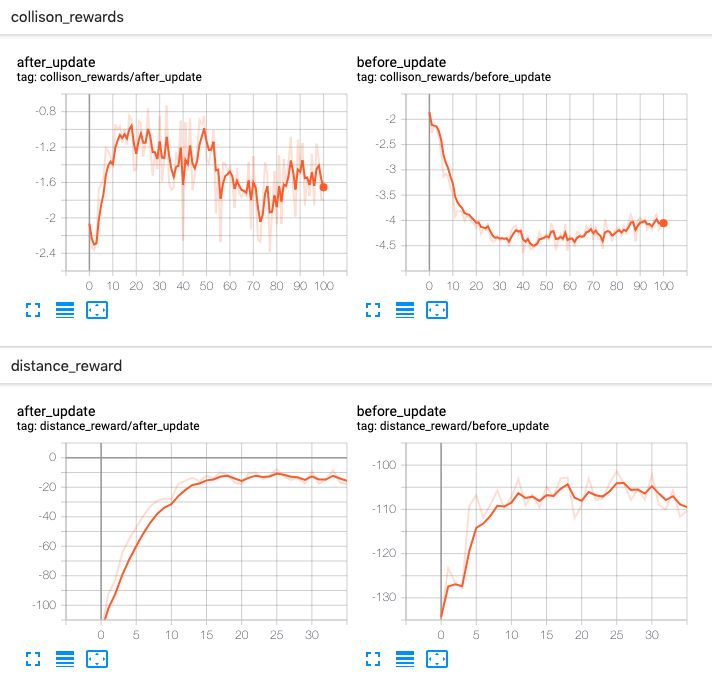 collison_rewards
after_update
tag: collison_rewards/after_update
-0.8
-1.2
-1.6
-2
-2.4
0 10 20 30 40 50 60 70 80 90 100
before_update
tag: collison_rewards/before_update
-2
-2.5
-3
-3.5
-4
-4.5
0 10 20 30 40 50 60 70 80 90 100
distance_reward
after_update
tag: distance_reward/after_update
0
-20
-40
-60
-80
-100
0 5 10 15 20 25 30
before_update
tag: distance_reward/before_update
-100
-110
-120
-130
0 5 10 15 20 25 30